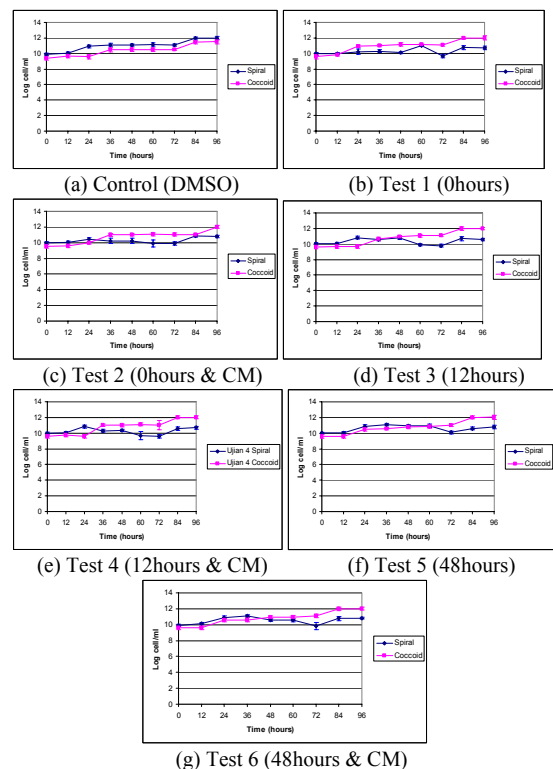 14
12
10
8
6
4
2
0
Log cell/ml
0 12 24 36 48 60 72 84 96
Time (hours)
Spiral
Coccoid
(a) Control (DMSO)
14
12
10
8
6
4
2
0
Log cell/ml
0 12 24 36 48 60 72 84 96
Time (hours)
Spiral
Coccoid
(b) Test 1 (0hours)
14
12
10
8
6
4
2
0
Log cell/ml
0 12 24 36 48 60 72 84 96
Time (hours)
Spiral
Coccoid
(c) Test 2 (0hours & CM)
14
12
10
8
6
4
2
0
Log cell/ml
0 12 24 36 48 60 72 84 96
Time (hours)
Spiral
Coccoid
(d) Test 3 (12hours)
14
12
10
8
6
4
2
0
Log cell/ml
0 12 24 36 48 60 72 84 96
Time (hours)
Ujian 4 Spiral
Ujian 4 Coccoid
(e) Test 4 (12hours & CM)
14
12
10
8
6
4
2
0
Log cell/ml
0 12 24 36 48 60 72 84 96
Time (hours)
Spiral
Coccoid
(f) Test 5 (48hours)
14
12
10
8
6
4
2
0
Log cell/ml
0 12 24 36 48 60 72 84 96
Time (hours)
Spiral
Coccoid
(g) Test 6 (48hours & CM)